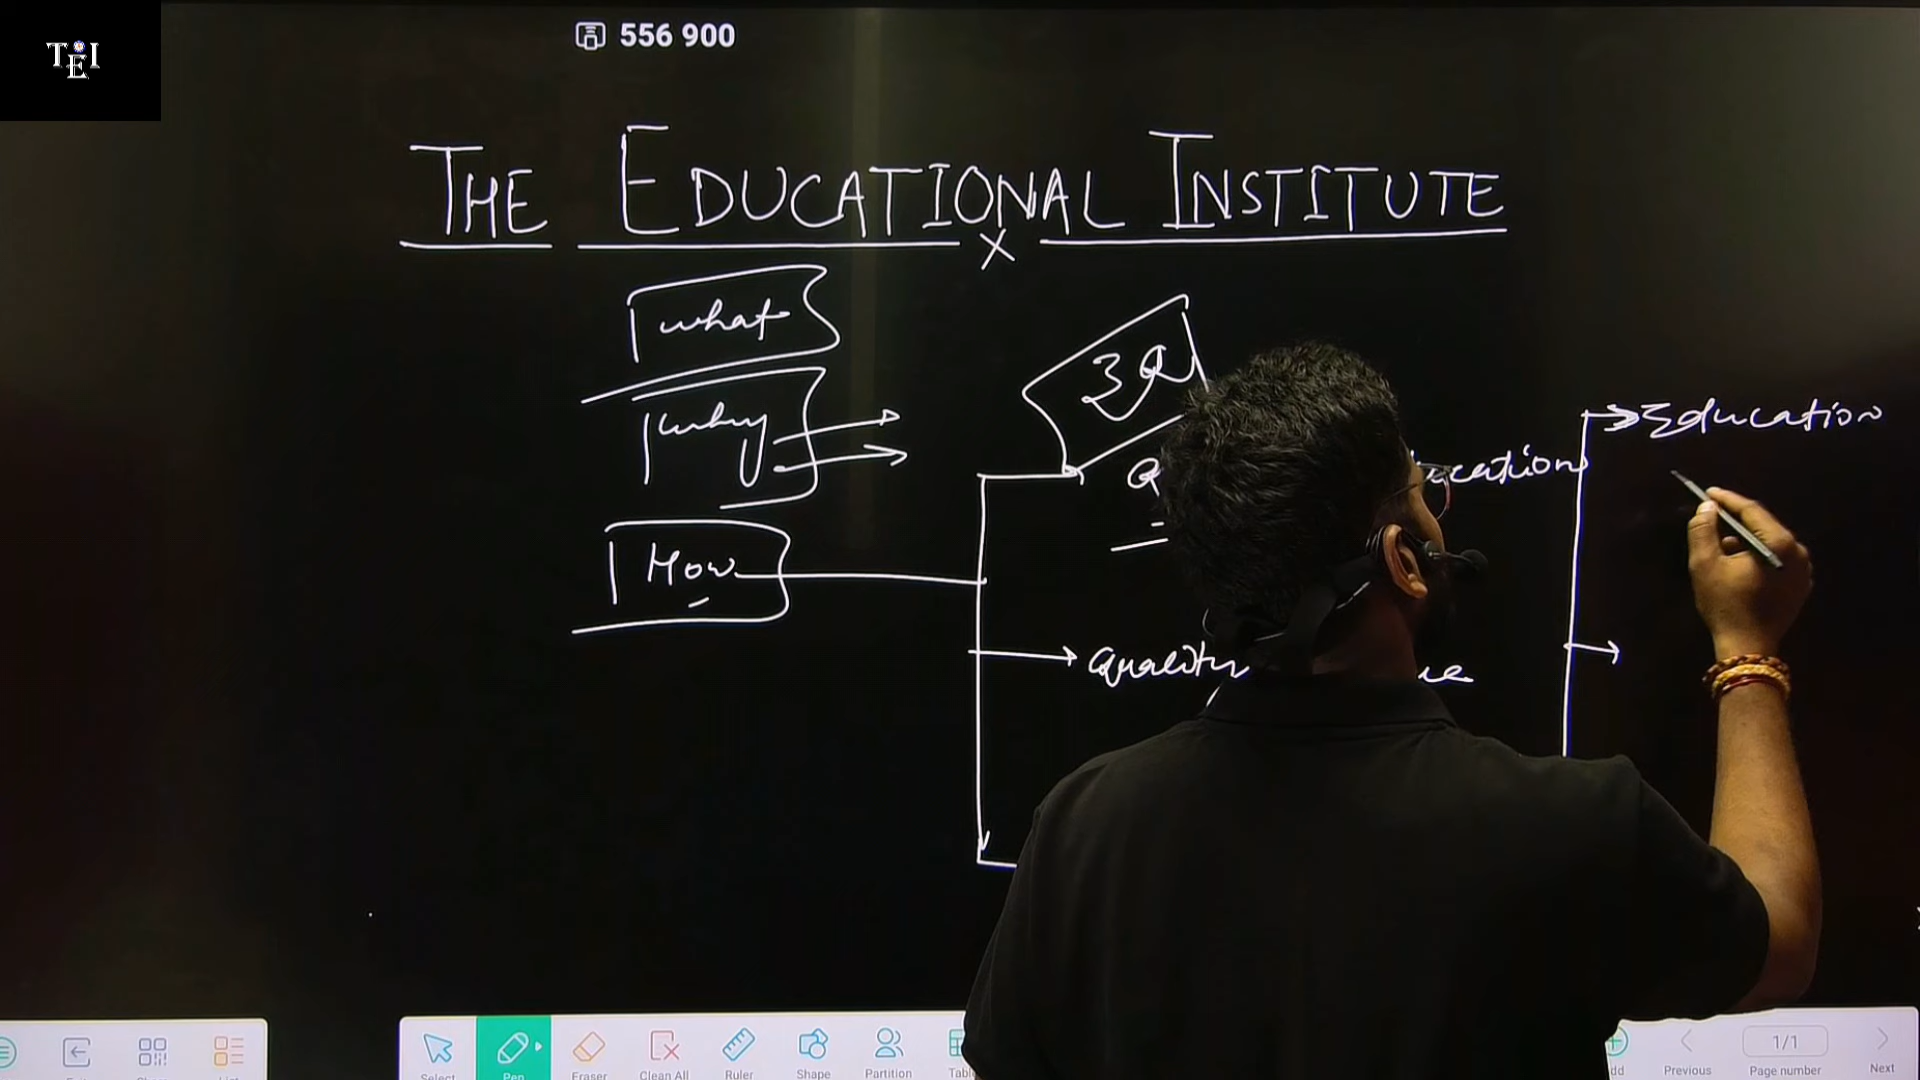 TEI
556 900
THE EDUCATIONAL INSTITUTE
X
what
3Q
Why
Education
Q ucation
How
Quality
Select Pen Eraser Clean All Ruler Shape Partition
1/1
Previous Page number Next